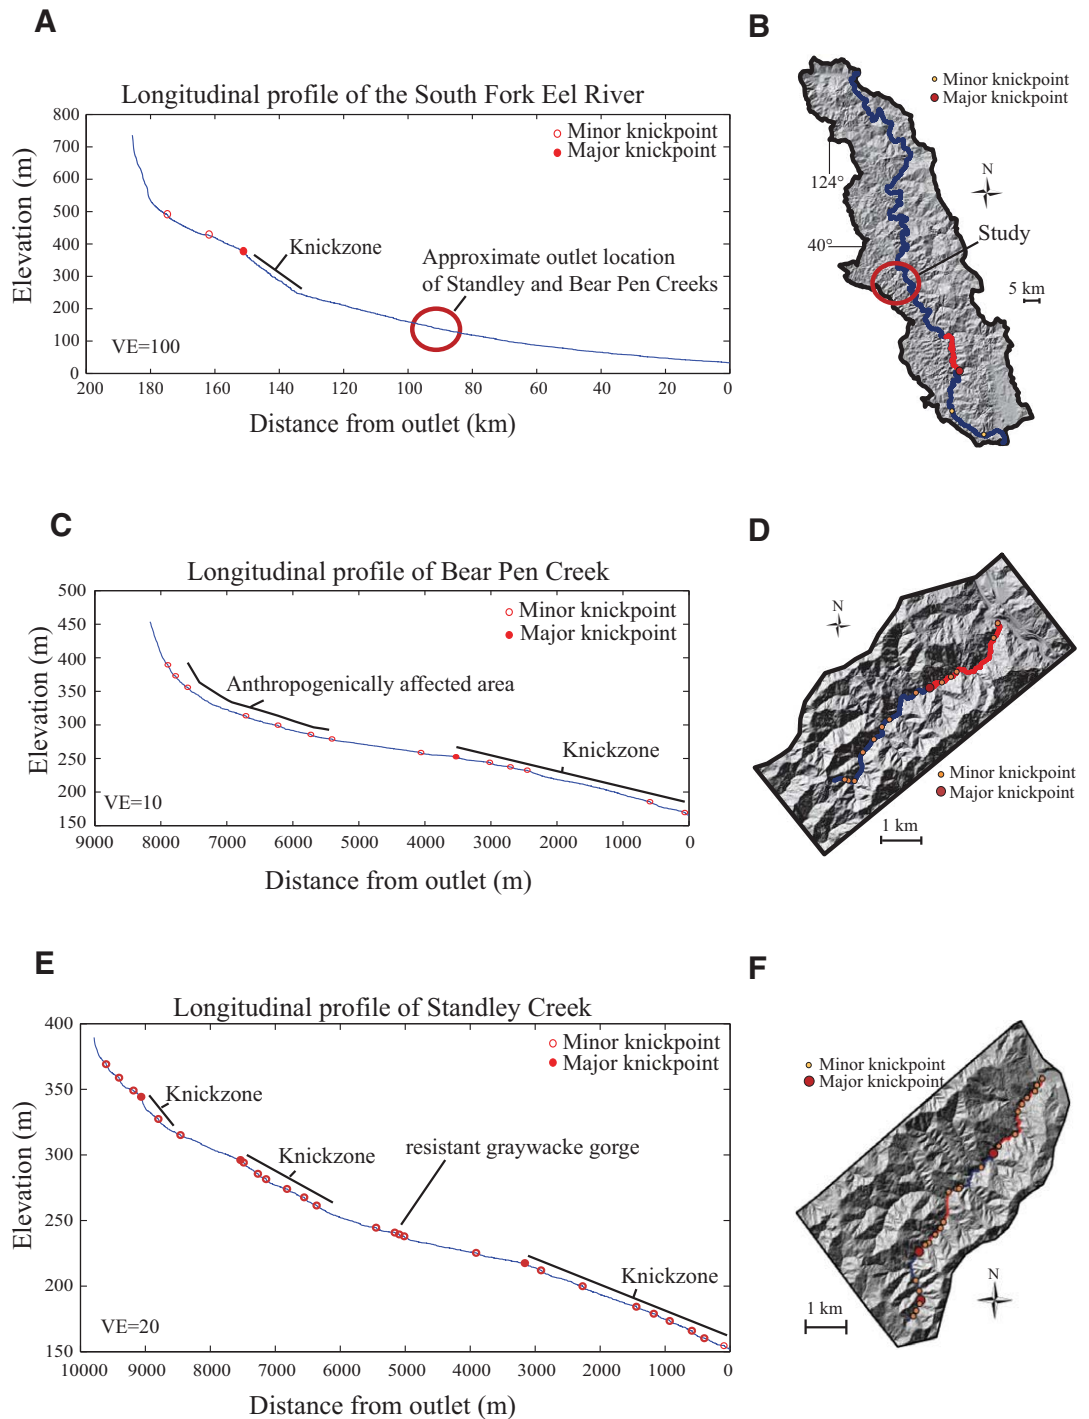 A
Longitudinal profile of the South Fork Eel River
Minor knickpoint
Major knickpoint
Knickzone
Approximate outlet location
of Standley and Bear Pen Creeks
VE=100
800
700
600
500
400
300
200
100
0
200
180
160
140
120
100
80
60
40
20
0
Elevation (m)
Distance from outlet (km)
B
Minor knickpoint
Major knickpoint
N
124°
40°
Study
5 km
C
Longitudinal profile of Bear Pen Creek
Minor knickpoint
Major knickpoint
Anthropogenically affected area
Knickzone
VE=10
500
450
400
350
300
250
200
150
9000
8000
7000
6000
5000
4000
3000
2000
1000
0
Elevation (m)
Distance from outlet (m)
D
N
Minor knickpoint
Major knickpoint
1 km
E
Longitudinal profile of Standley Creek
Minor knickpoint
Major knickpoint
Knickzone
Knickzone
resistant graywacke gorge
Knickzone
VE=20
400
350
300
250
200
150
10000
9000
8000
7000
6000
5000
4000
3000
2000
1000
0
Elevation (m)
Distance from outlet (m)
F
Minor knickpoint
Major knickpoint
N
1 km